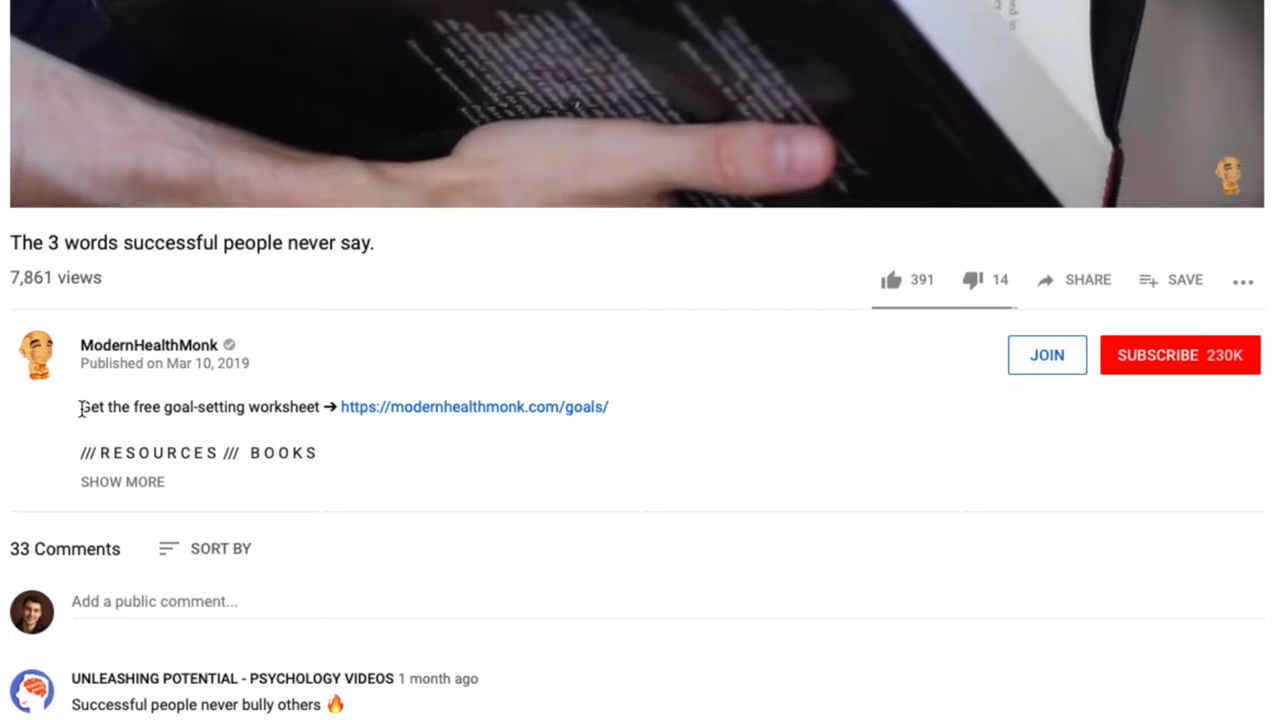 The 3 words successful people never say.
7,861 views
391 14 SHARE SAVE
ModernHealthMonk
Published on Mar 10, 2019
JOIN SUBSCRIBE 230K
Get the free goal-setting worksheet ➔ https://modernhealthmonk.com/goals/
/// R E S O U R C E S /// B O O K S
SHOW MORE
33 Comments SORT BY
Add a public comment...
UNLEASHING POTENTIAL - PSYCHOLOGY VIDEOS 1 month ago
Successful people never bully others 🔥